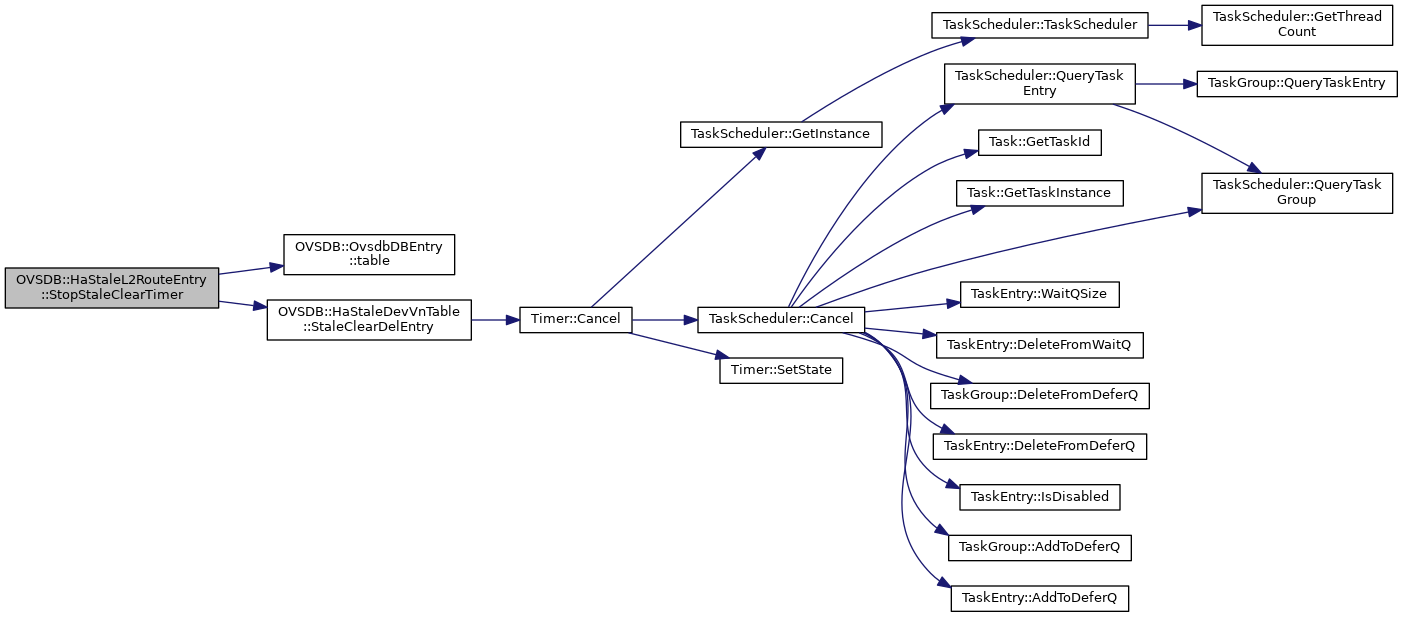 OVSDB::HaStaleL2RouteEntry
::StopStaleClearTimer
OVSDB::OvsdbDBEntry
::table
OVSDB::HaStaleDevVnTable
::StaleClearDelEntry
Timer::Cancel
TaskScheduler::GetInstance
TaskScheduler::Cancel
Timer::SetState
TaskScheduler::TaskScheduler
TaskScheduler::GetThread
Count
TaskScheduler::QueryTask
Entry
TaskGroup::QueryTaskEntry
Task::GetTaskId
Task::GetTaskInstance
TaskScheduler::QueryTask
Group
TaskEntry::WaitQSize
TaskEntry::DeleteFromWaitQ
TaskGroup::DeleteFromDeferQ
TaskEntry::DeleteFromDeferQ
TaskEntry::IsDisabled
TaskGroup::AddToDeferQ
TaskEntry::AddToDeferQ